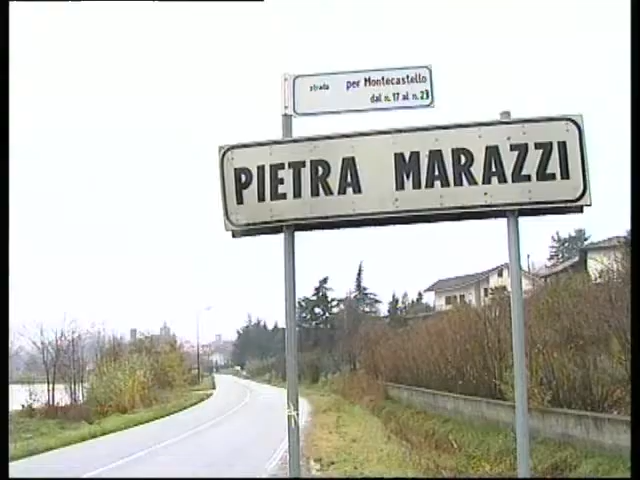 strada per Montecastello
dal n. 17 al n. 23
PIETRA MARAZZI